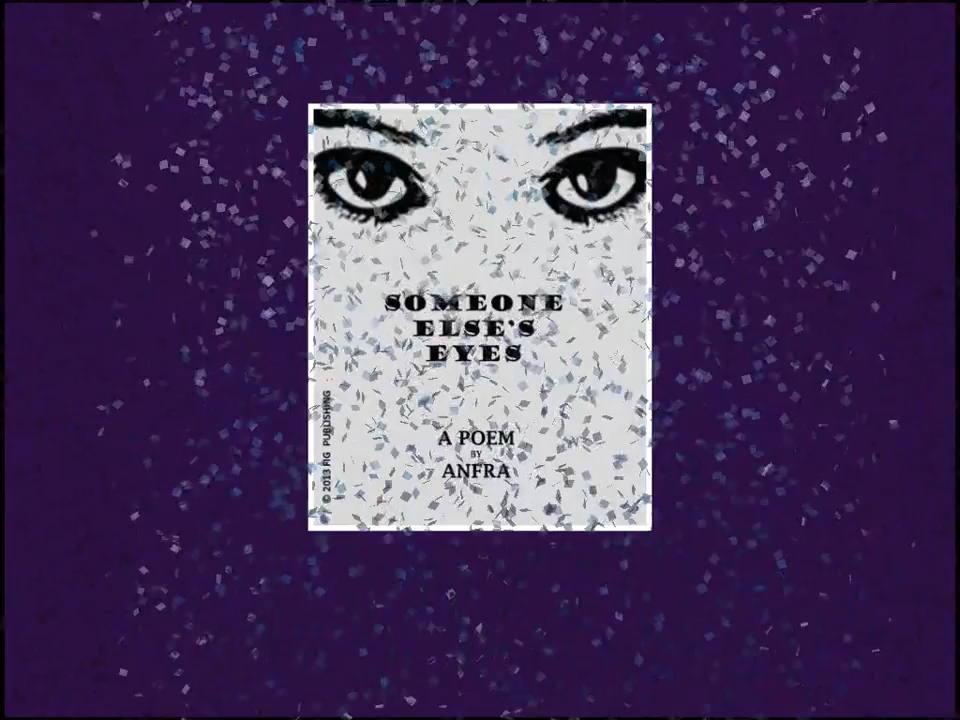 SOMEONE
ELSE'S
EYES
A POEM
BY
ANFRA
© 2013 FIG PUBLISHING